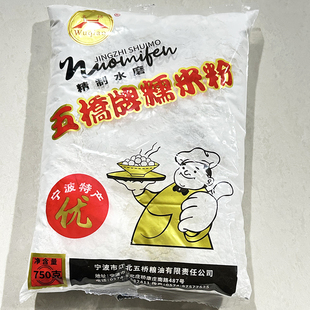 Wuqiao
JINGZHI SHUIMO
nuomifen
精制水磨
五橋牌糯米粉
宁波特产
优
净含量
750克
宁波市江北五桥粮油有限责任公司